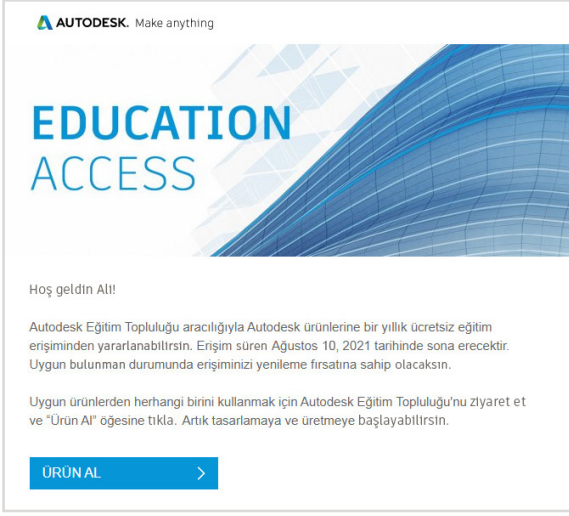 AUTODESK. Make anything
EDUCATION
ACCESS
Hoş geldin Ali!
Autodesk Eğitim Topluluğu aracılığıyla Autodesk ürünlerine bir yıllık ücretsiz eğitim
erişiminden yararlanabilirsin. Erişim süren Ağustos 10, 2021 tarihinde sona erecektir.
Uygun bulunman durumunda erişiminizi yenileme fırsatına sahip olacaksın.
Uygun ürünlerden herhangi birini kullanmak için Autodesk Eğitim Topluluğu'nu ziyaret et
ve "Ürün Al" öğesine tıkla. Artık tasarlamaya ve üretmeye başlayabilirsin.
ÜRÜN AL